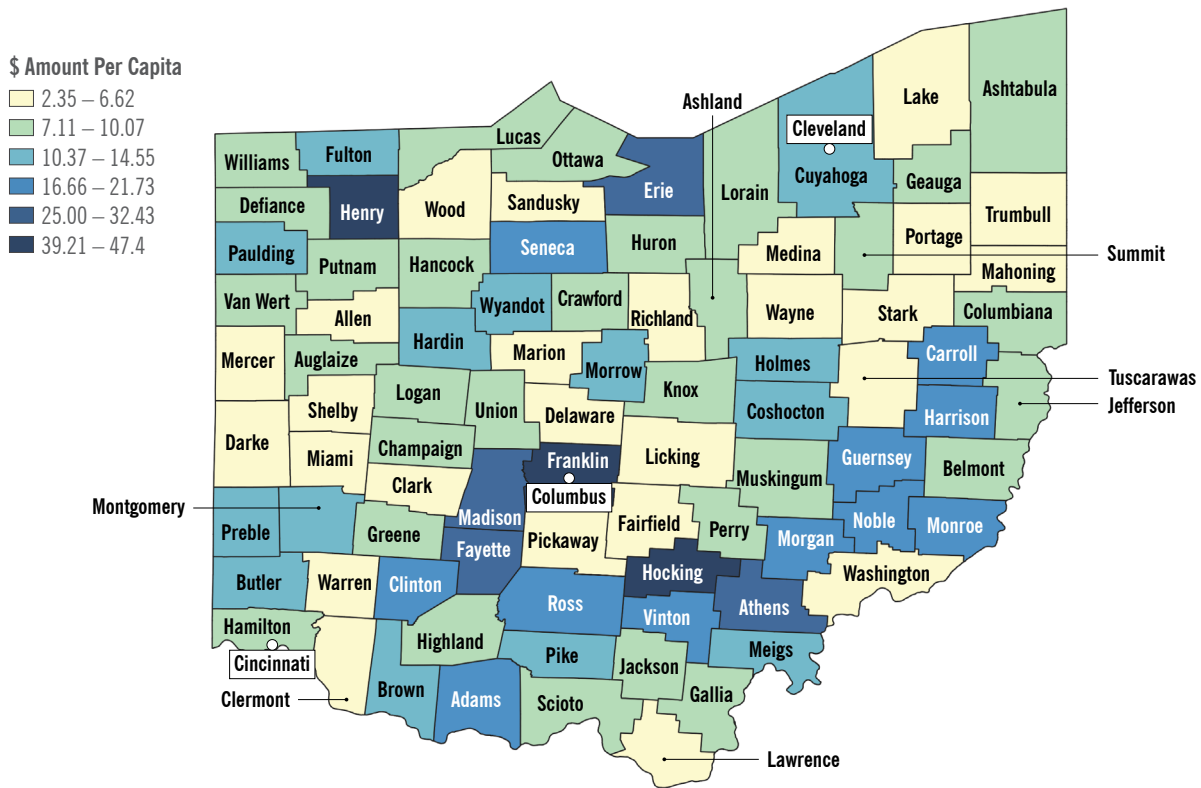 $ Amount Per Capita
2.35 – 6.62
7.11 – 10.07
10.37 – 14.55
16.66 – 21.73
25.00 – 32.43
39.21 – 47.4
Ashland
Lake
Ashtabula
Cleveland
Lucas
Williams
Fulton
Ottawa
Cuyahoga
Geauga
Erie
Lorain
Defiance
Henry
Wood
Sandusky
Trumbull
Portage
Paulding
Seneca
Huron
Medina
Summit
Putnam
Hancock
Mahoning
Van Wert
Allen
Wyandot
Crawford
Richland
Wayne
Stark
Columbiana
Mercer
Auglaize
Hardin
Marion
Morrow
Holmes
Carroll
Tuscarawas
Jefferson
Logan
Union
Knox
Shelby
Delaware
Coshocton
Harrison
Darke
Miami
Champaign
Franklin
Licking
Guernsey
Belmont
Muskingum
Clark
Columbus
Montgomery
Preble
Greene
Madison
Fairfield
Perry
Noble
Monroe
Fayette
Pickaway
Morgan
Butler
Warren
Clinton
Hocking
Washington
Ross
Vinton
Athens
Hamilton
Highland
Meigs
Cincinnati
Pike
Jackson
Clermont
Brown
Adams
Scioto
Gallia
Lawrence